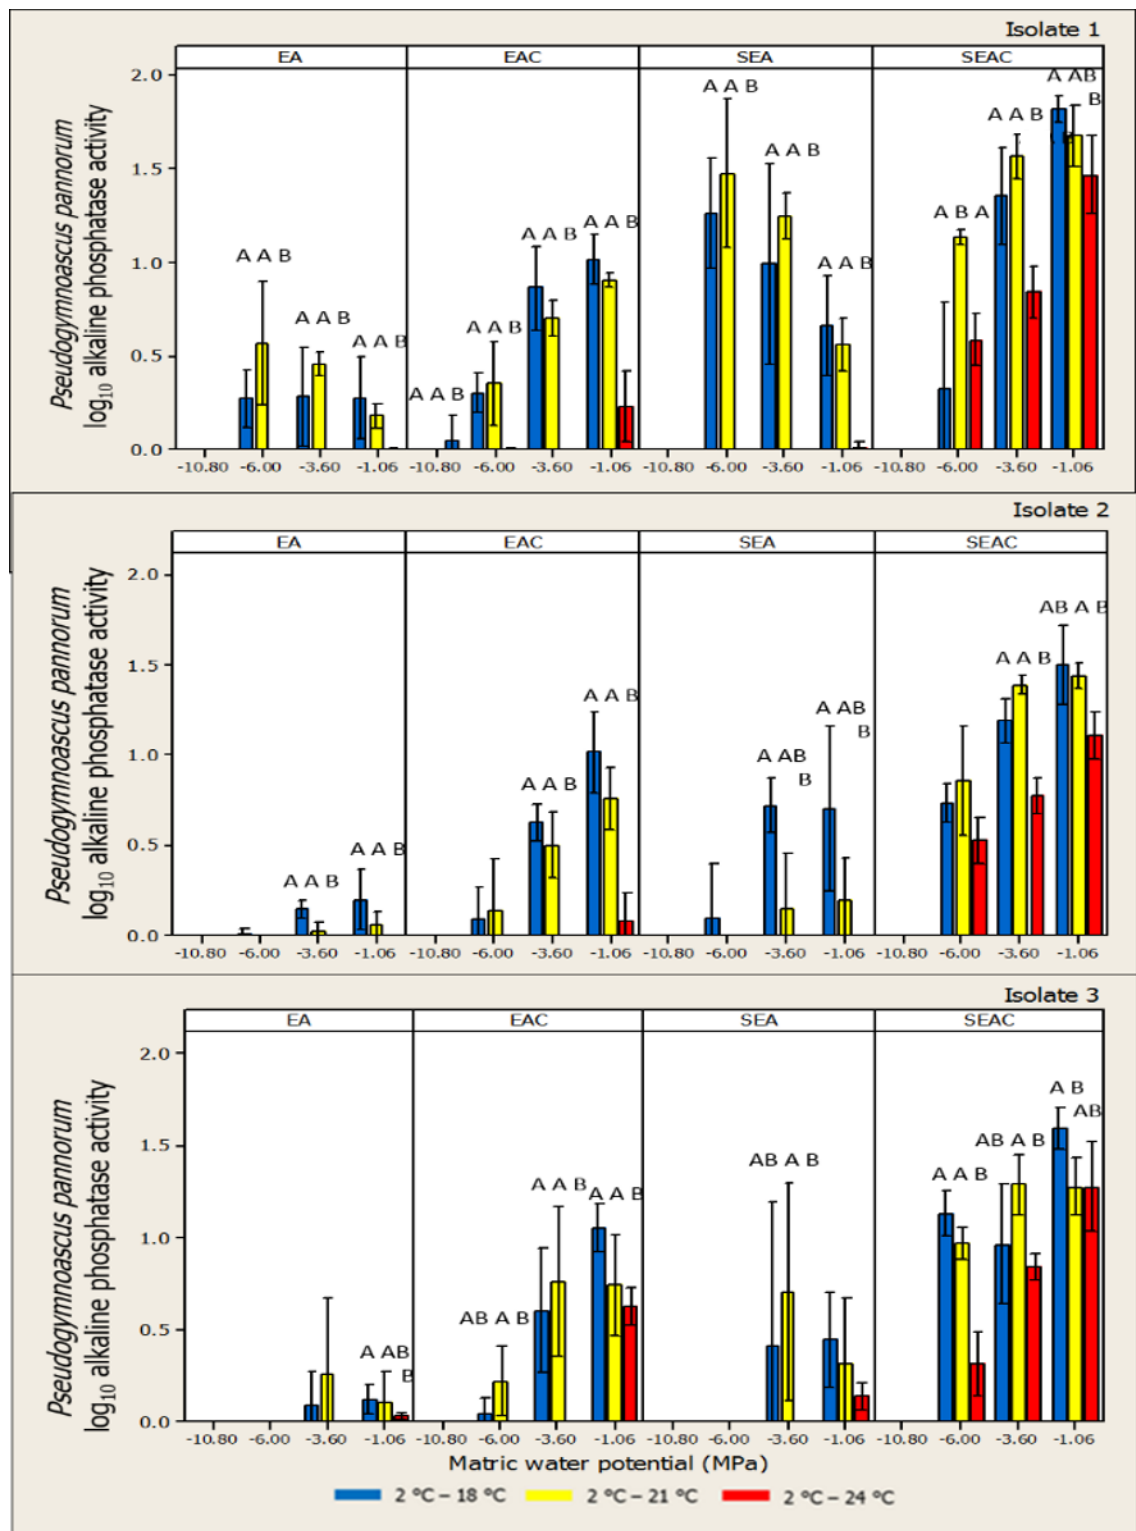 Isolate 1
EA EAC SEA SEAC
Pseudogymnoascus pannorum
log10 alkaline phosphatase activity
2.0
1.5
1.0
0.5
0.0
A A B A A B A A B
A A B A A B A A B A A B
A A B A A B A A B
A B A A A B A AB
B
-10.80 -6.00 -3.60 -1.06 -10.80 -6.00 -3.60 -1.06 -10.80 -6.00 -3.60 -1.06 -10.80 -6.00 -3.60 -1.06
Isolate 2
EA EAC SEA SEAC
Pseudogymnoascus pannorum
log10 alkaline phosphatase activity
2.0
1.5
1.0
0.5
0.0
A A B A A B
A A B A A B
A AB
B
A AB
B
A A B AB A B
-10.80 -6.00 -3.60 -1.06 -10.80 -6.00 -3.60 -1.06 -10.80 -6.00 -3.60 -1.06 -10.80 -6.00 -3.60 -1.06
Isolate 3
EA EAC SEA SEAC
Pseudogymnoascus pannorum
log10 alkaline phosphatase activity
2.0
1.5
1.0
0.5
0.0
A AB
B
AB A B A A B A A B
AB A B
A A B AB A B A B
AB
-10.80 -6.00 -3.60 -1.06 -10.80 -6.00 -3.60 -1.06 -10.80 -6.00 -3.60 -1.06 -10.80 -6.00 -3.60 -1.06
Matric water potential (MPa)
2 °C – 18 °C 2 °C – 21 °C 2 °C – 24 °C